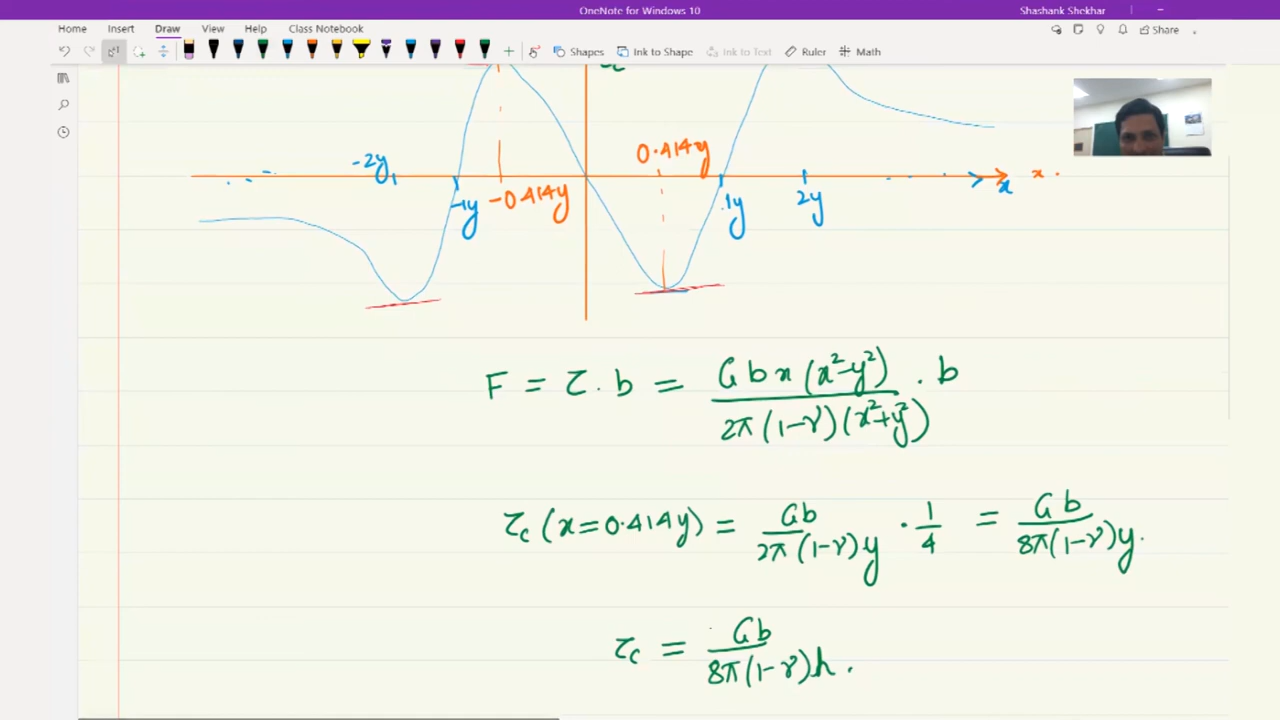 OneNote for Windows 10
Shashank Shekhar
Home Insert Draw View Help Class Notebook
Share
Shapes Ink to Shape Ink to Text Ruler Math
-2y
-1y
-0.414y
0.414y
1y
2y
x
x.
F = τ.b = Gbx(x²-y²) / 2π(1-ν)(x²+y²) . b
τc (x=0.414y) = Gb / 2π(1-ν)y . 1/4 = Gb / 8π(1-ν)y.
τc = Gb / 8π(1-ν)h.